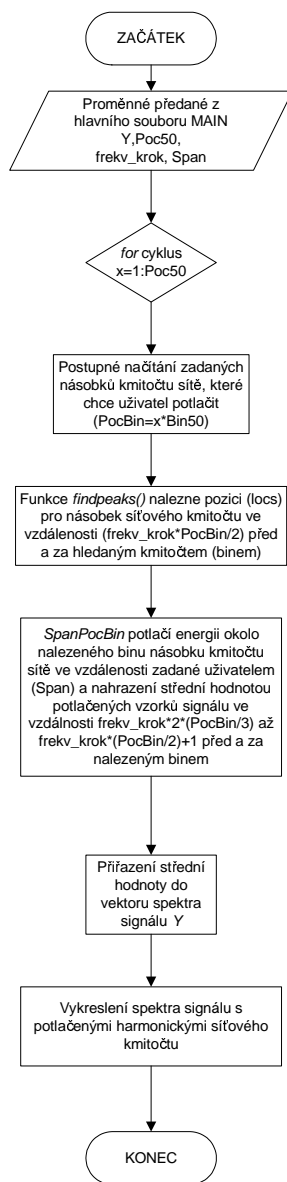 ZAČÁTEK
Proměnné předané z
hlavního souboru MAIN
Y,Poc50,
frekv_krok, Span
for cyklus
x=1:Poc50
Postupné načítání zadaných
násobků kmitočtu sítě, které
chce uživatel potlačit
(PocBin=x*Bin50)
Funkce findpeaks() nalezne pozici (locs)
pro násobek síťového kmitočtu ve
vzdálenosti (frekv_krok*PocBin/2) před
a za hledaným kmitočtem (binem)
SpanPocBin potlačí energii okolo
nalezeného binu násobku kmitočtu
sítě ve vzdálenosti zadané uživatelem
(Span) a nahrazení střední hodnotou
potlačených vzorků signálu ve
vzdálnosti frekv_krok*2*(PocBin/3) až
frekv_krok*(PocBin/2)+1 před a za
nalezeným binem
Přiřazení střední
hodnoty do
vektoru spektra
signálu Y
Vykreslení spektra signálu s
potlačenými harmonickými síťového
kmitočtu
KONEC